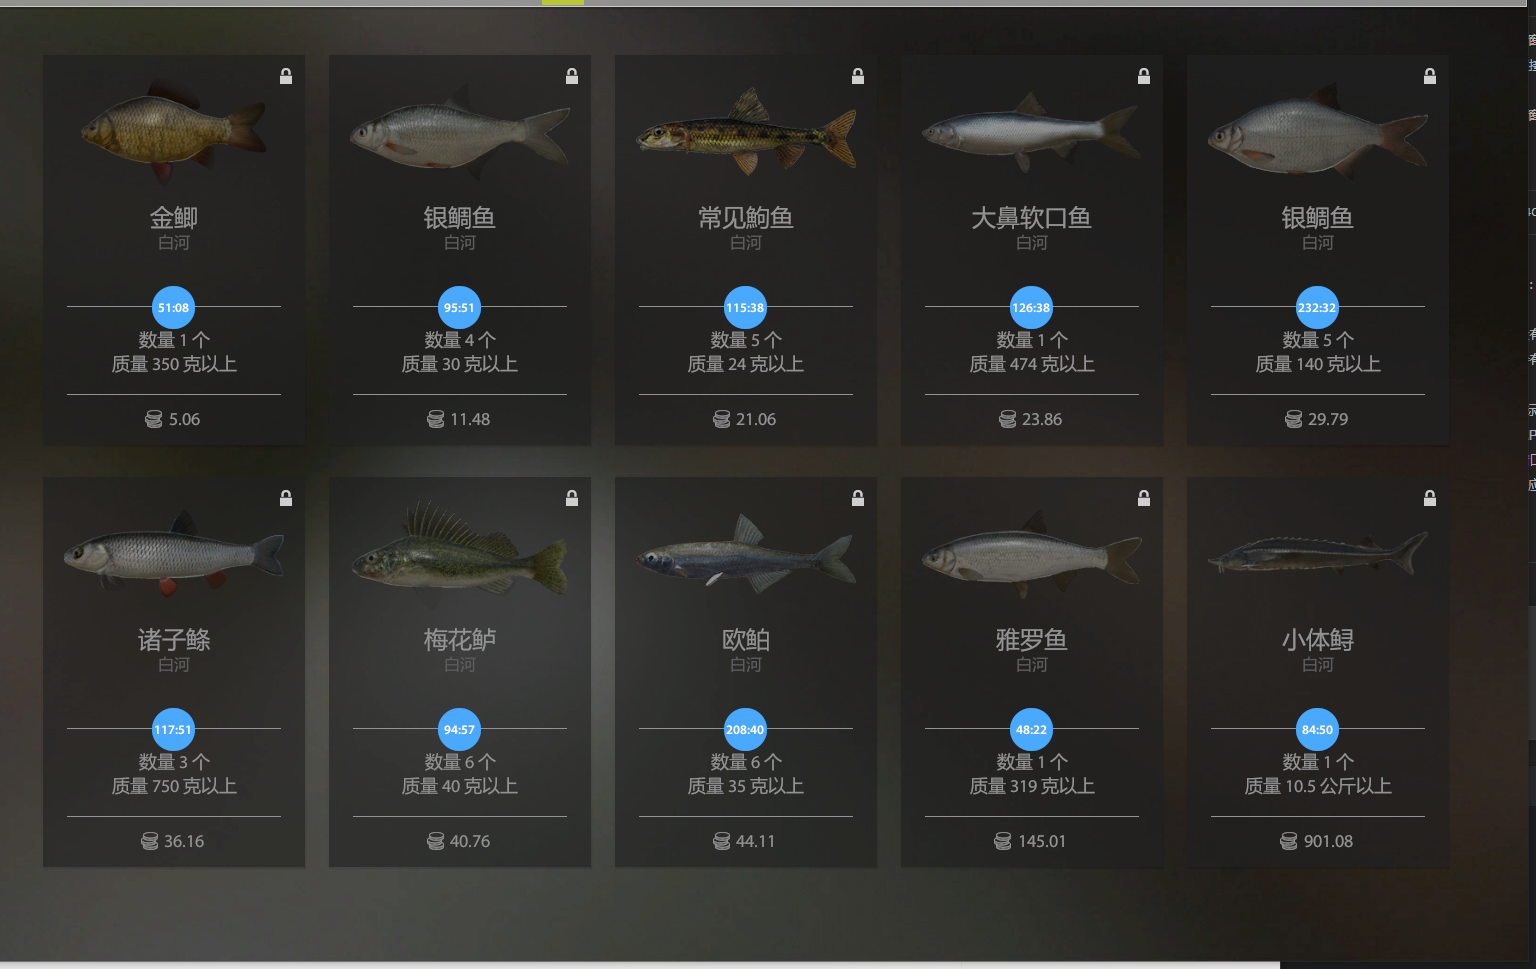 金鲫
白河
51:08
数量 1 个
质量 350 克以上
5.06
银鲷鱼
白河
95:51
数量 4 个
质量 30 克以上
11.48
常见鮈鱼
白河
115:38
数量 5 个
质量 24 克以上
21.06
大鼻软口鱼
白河
126:38
数量 1 个
质量 474 克以上
23.86
银鲷鱼
白河
232:32
数量 5 个
质量 140 克以上
29.79
诸子鲦
白河
117:51
数量 3 个
质量 750 克以上
36.16
梅花鲈
白河
94:57
数量 6 个
质量 40 克以上
40.76
欧鲌
白河
208:40
数量 6 个
质量 35 克以上
44.11
雅罗鱼
白河
48:22
数量 1 个
质量 319 克以上
145.01
小体鲟
白河
84:50
数量 1 个
质量 10.5 公斤以上
901.08